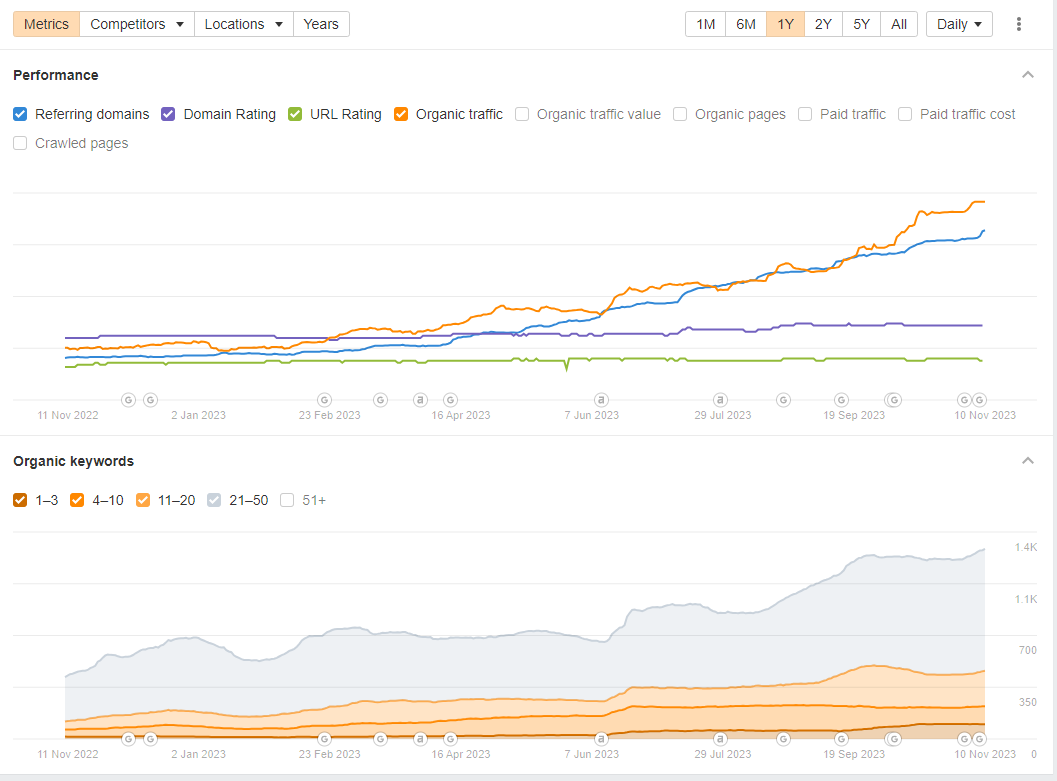 Metrics Competitors Locations Years 1M 6M 1Y 2Y 5Y All Daily
Performance
Referring domains Domain Rating URL Rating Organic traffic Organic traffic value Organic pages Paid traffic Paid traffic cost
Crawled pages
G G G G a G a a G G G G G
11 Nov 2022 2 Jan 2023 23 Feb 2023 16 Apr 2023 7 Jun 2023 29 Jul 2023 19 Sep 2023 10 Nov 2023
Organic keywords
1–3 4–10 11–20 21–50 51+
1.4K
1.1K
700
350
G G G G a G a a G G G G G
11 Nov 2022 2 Jan 2023 23 Feb 2023 16 Apr 2023 7 Jun 2023 29 Jul 2023 19 Sep 2023 10 Nov 2023 0